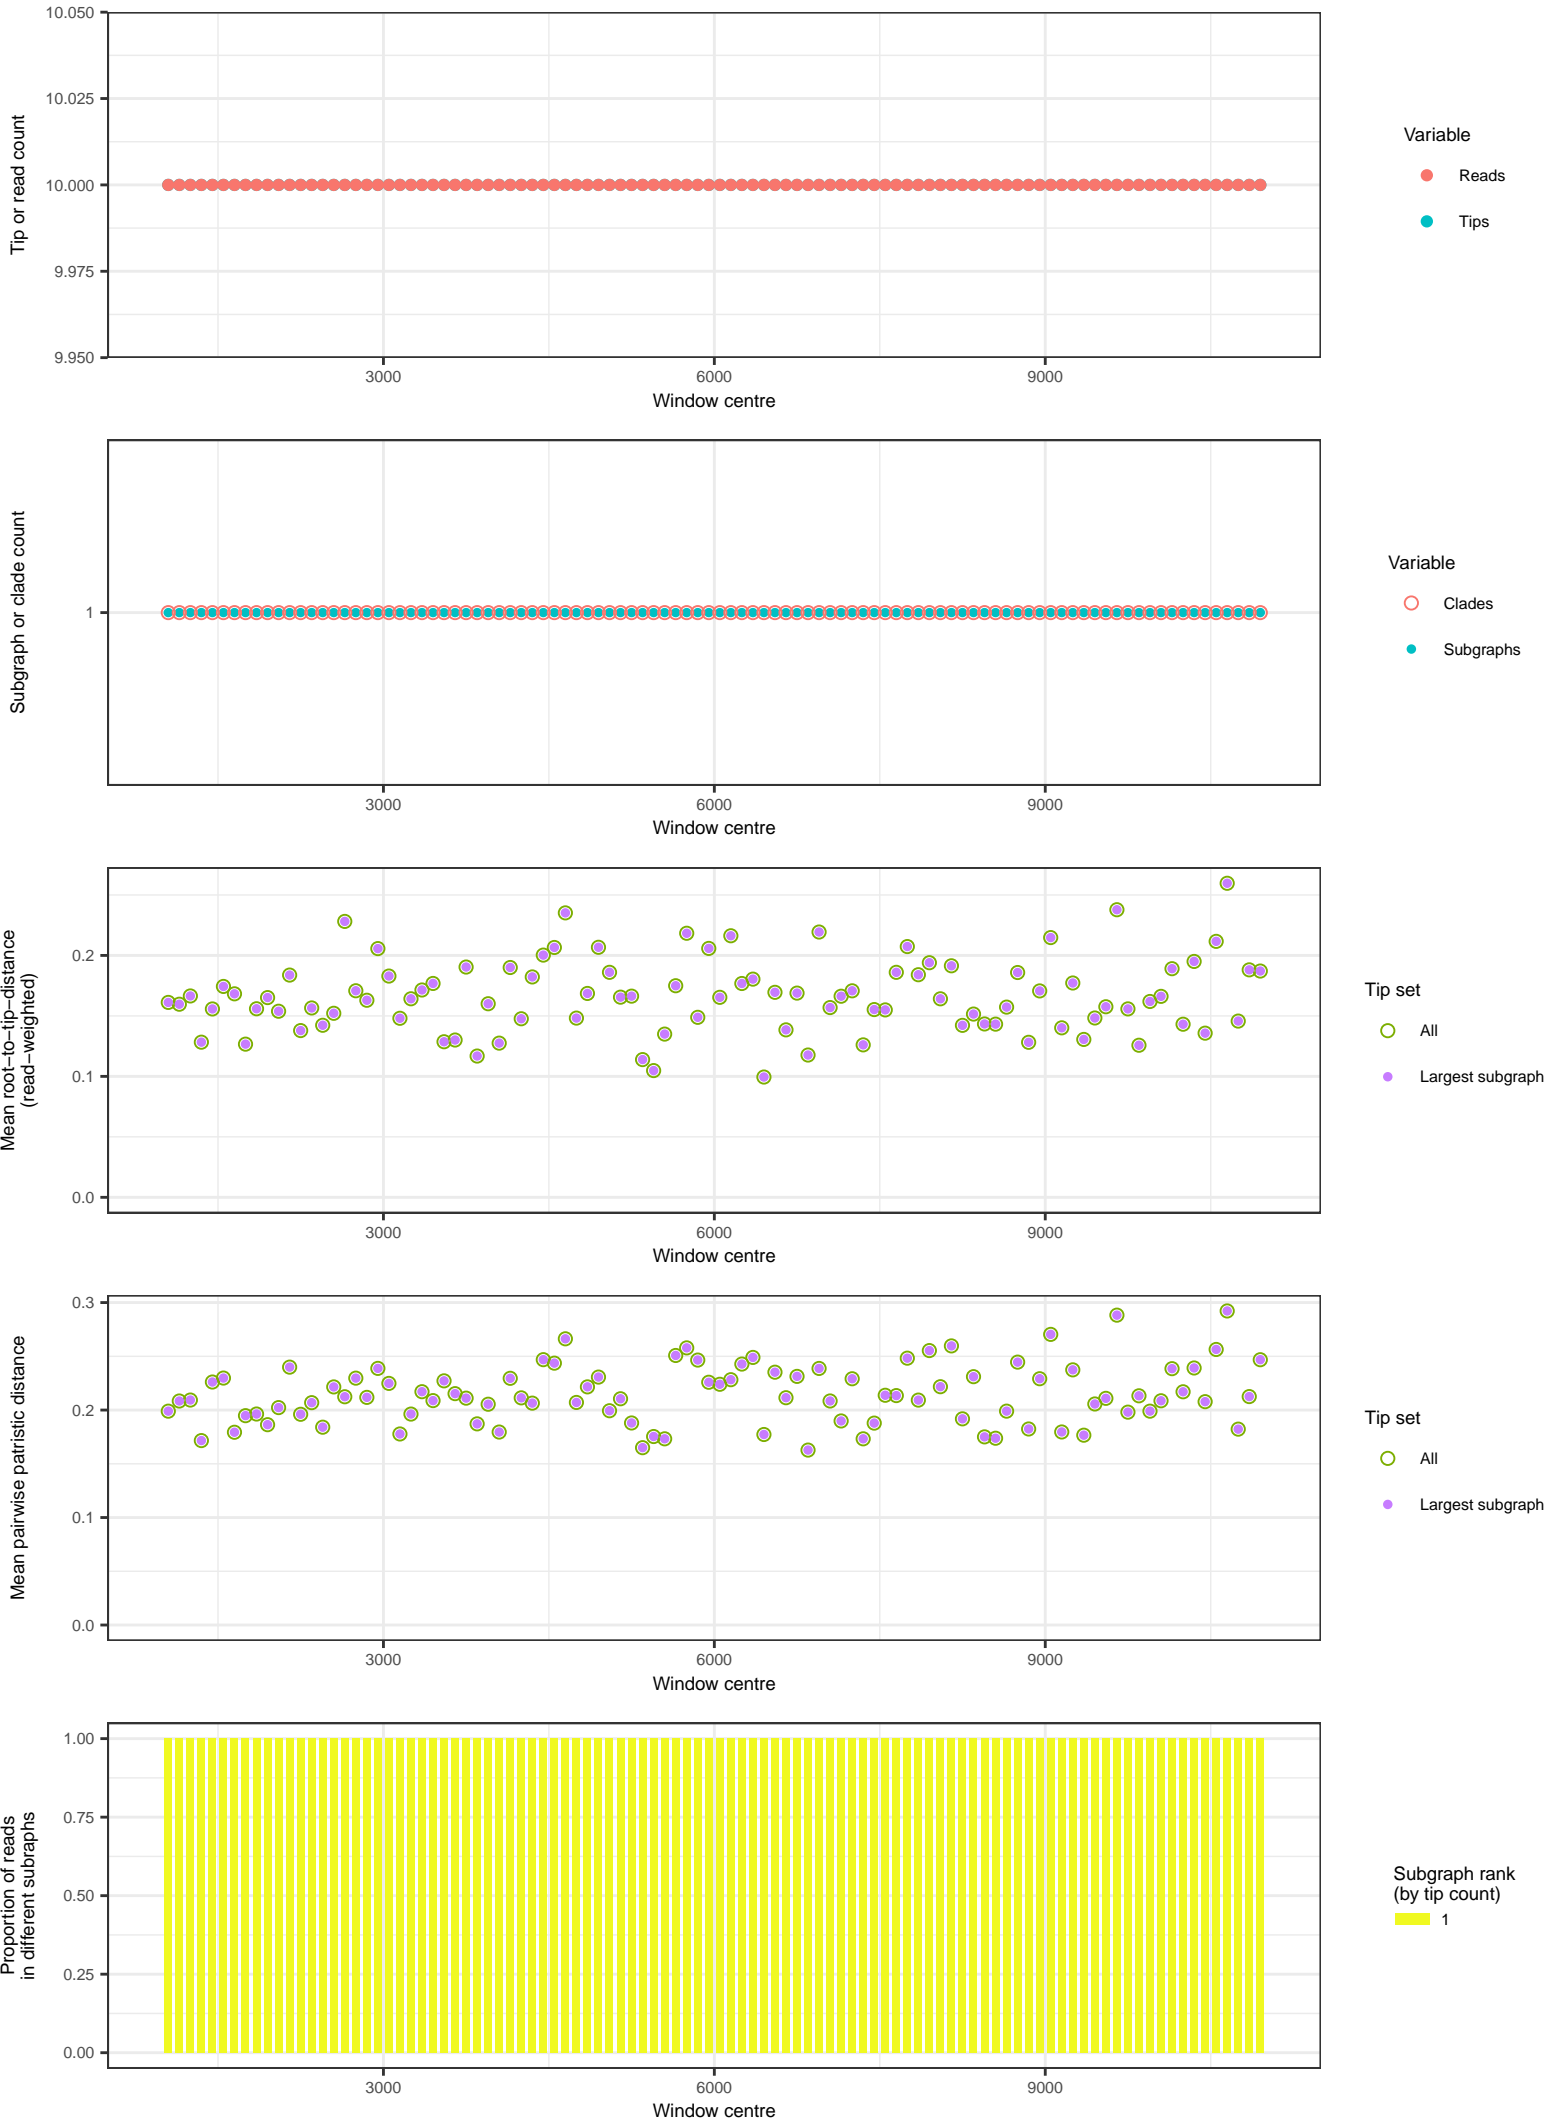 10.050
10.025
10.000
9.975
9.950
Tip or read count
3000
6000
9000
Window centre
Variable
Reads
Tips
1
Subgraph or clade count
3000
6000
9000
Window centre
Variable
Clades
Subgraphs
0.2
0.1
0.0
Mean root−to−tip−distance
(read−weighted)
3000
6000
9000
Window centre
Tip set
All
Largest subgraph
0.3
0.2
0.1
0.0
Mean pairwise patristic distance
3000
6000
9000
Window centre
Tip set
All
Largest subgraph
1.00
0.75
0.50
0.25
0.00
Proportion of reads
in different subraphs
3000
6000
9000
Window centre
Subgraph rank
(by tip count)
1